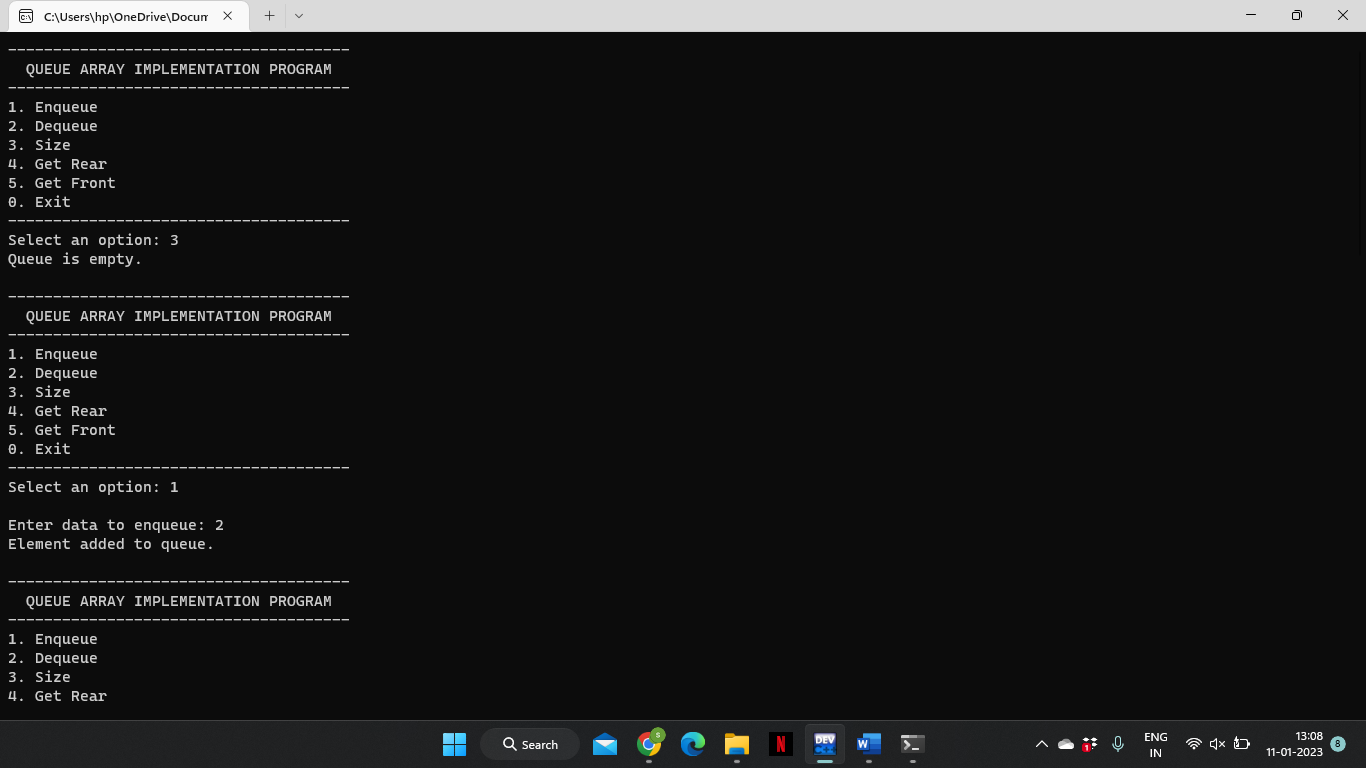 C:\Users\hp\OneDrive\Docum
--------------------------------------
QUEUE ARRAY IMPLEMENTATION PROGRAM
--------------------------------------
1. Enqueue
2. Dequeue
3. Size
4. Get Rear
5. Get Front
0. Exit
--------------------------------------
Select an option: 3
Queue is empty.
--------------------------------------
QUEUE ARRAY IMPLEMENTATION PROGRAM
--------------------------------------
1. Enqueue
2. Dequeue
3. Size
4. Get Rear
5. Get Front
0. Exit
--------------------------------------
Select an option: 1
Enter data to enqueue: 2
Element added to queue.
--------------------------------------
QUEUE ARRAY IMPLEMENTATION PROGRAM
--------------------------------------
1. Enqueue
2. Dequeue
3. Size
4. Get Rear
Search
S
N
DEV
W
1
ENG
IN
13:08
11-01-2023
8